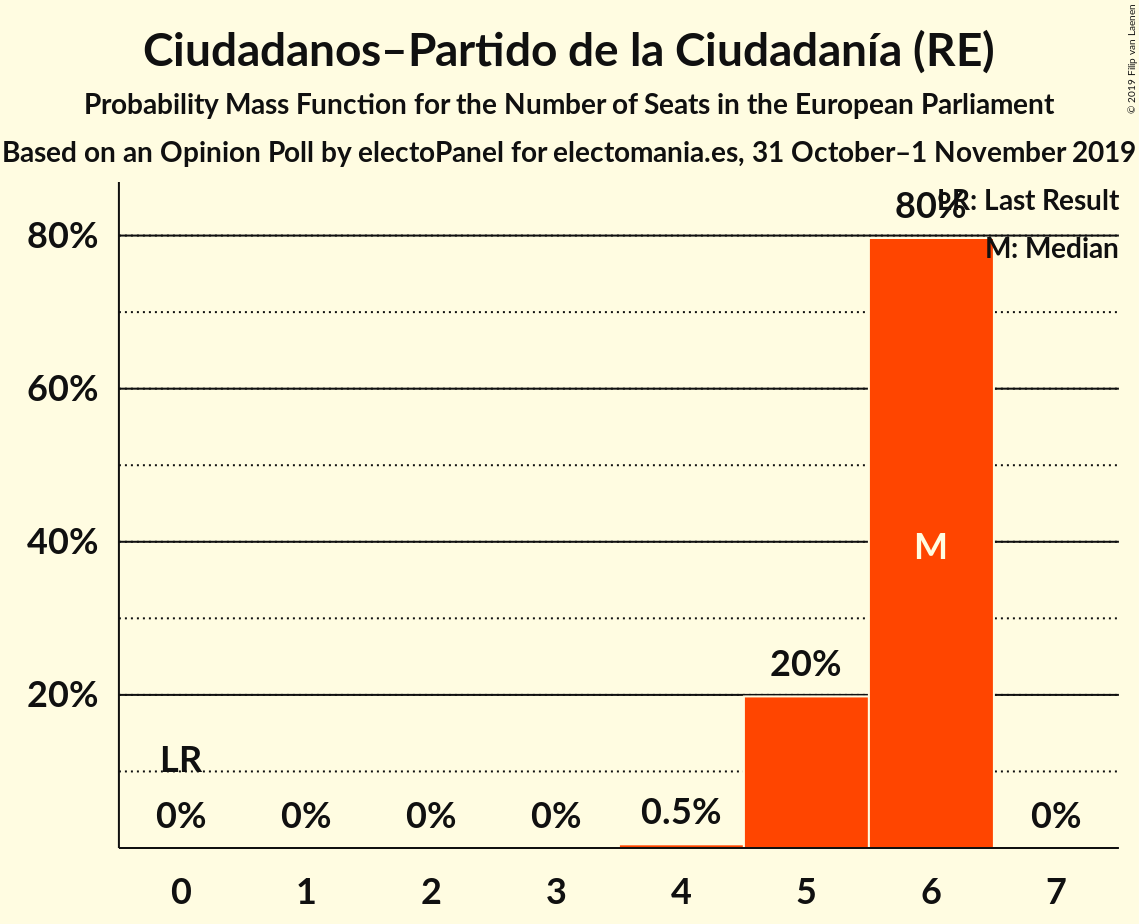 Ciudadanos–Partido de la Ciudadanía (RE)
Probability Mass Function for the Number of Seats in the European Parliament
Based on an Opinion Poll by electoPanel for electomania.es, 31 October–1 November 2019
© 2019 Filip van Laenen
LR: Last Result
M: Median
80%
60%
40%
20%
LR
0%
0%
0%
0%
0.5%
20%
80%
M
0%
0 1 2 3 4 5 6 7